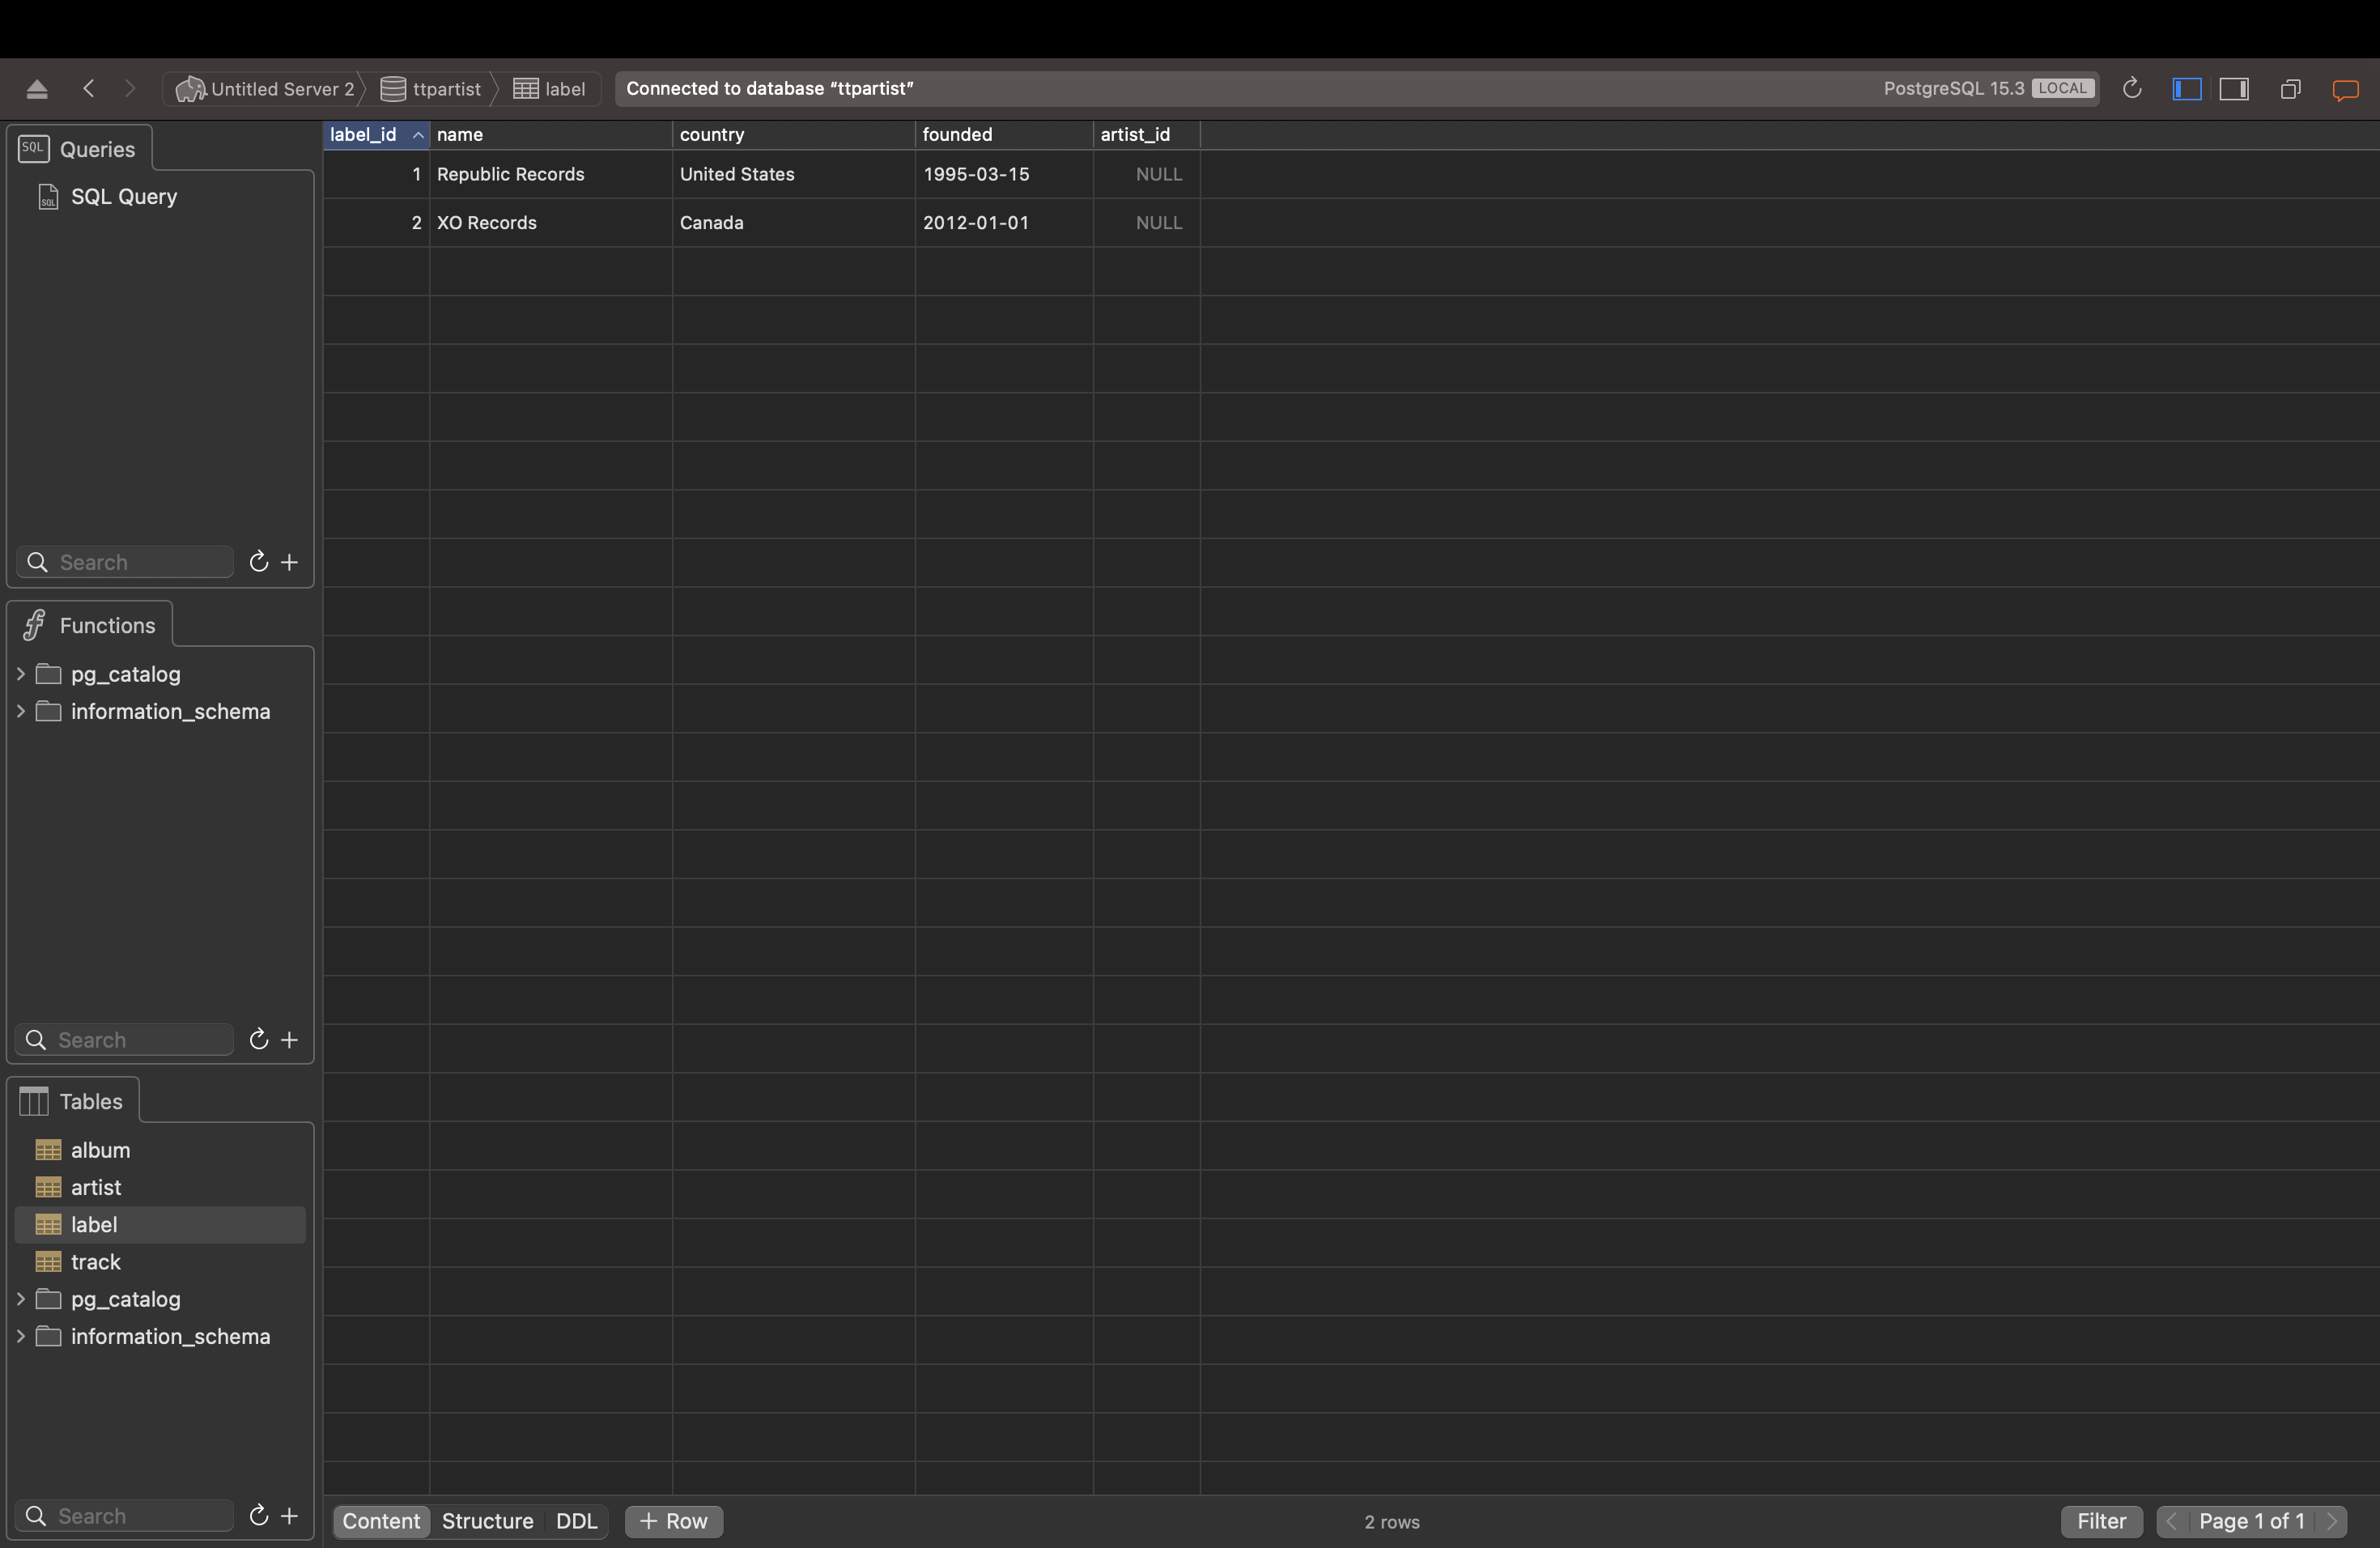 Untitled Server 2 ttpartist label Connected to database “ttpartist” PostgreSQL 15.3 LOCAL
SQL Queries
SQL SQL Query
Search
Functions
pg_catalog
information_schema
Search
Tables
album
artist
label
track
pg_catalog
information_schema
Search
label_id name country founded artist_id
1 Republic Records United States 1995-03-15 NULL
2 XO Records Canada 2012-01-01 NULL
Content Structure DDL + Row 2 rows Filter Page 1 of 1